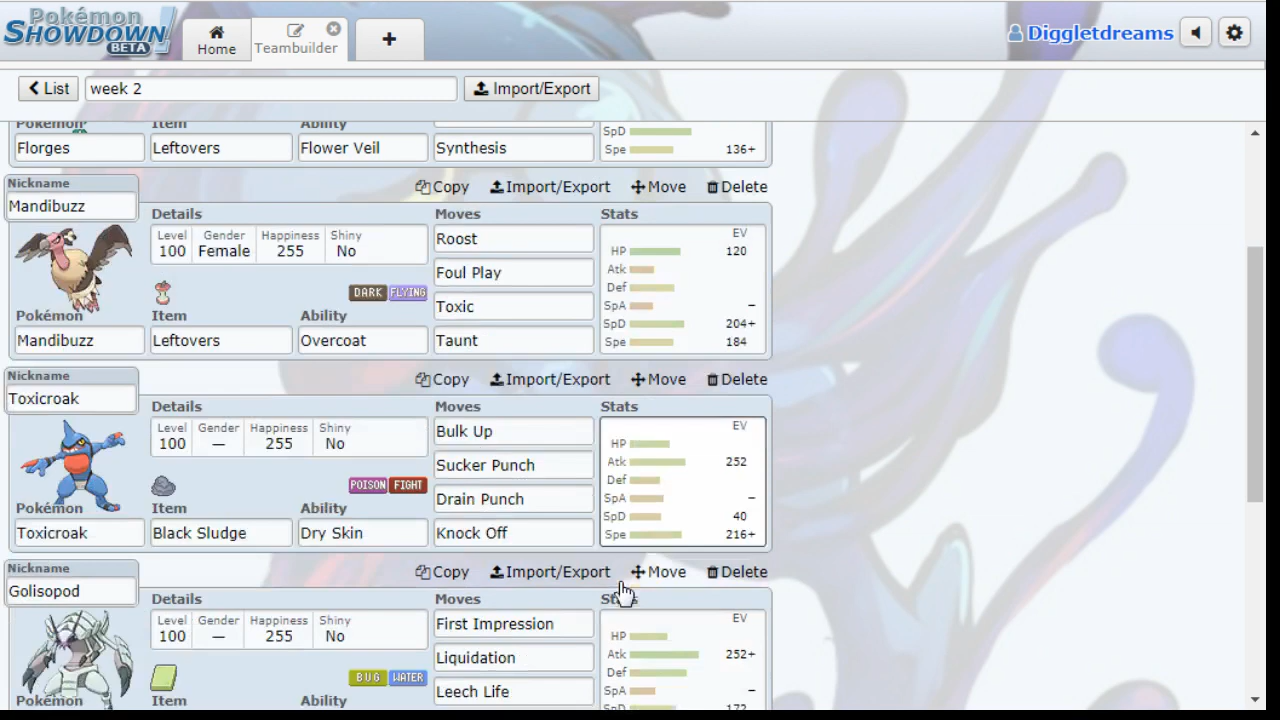 Pokémon
SHOWDOWN!
BETA
Home
Teambuilder
+
Diggletdreams
List
week 2
Import/Export
Pokémon Item Ability
SpD
Florges Leftovers Flower Veil Synthesis Spe 136+
Nickname
Mandibuzz
Copy Import/Export Move Delete
Details Moves Stats
Level Gender Happiness Shiny
100 Female 255 No
Roost
Foul Play
Toxic
Taunt
EV
HP 120
Atk
Def
SpA –
SpD 204+
Spe 184
DARK FLYING
Pokémon Item Ability
Mandibuzz Leftovers Overcoat
Nickname
Toxicroak
Copy Import/Export Move Delete
Details Moves Stats
Level Gender Happiness Shiny
100 — 255 No
Bulk Up
Sucker Punch
Drain Punch
Knock Off
EV
HP
Atk 252
Def
SpA –
SpD 40
Spe 216+
POISON FIGHT
Pokémon Item Ability
Toxicroak Black Sludge Dry Skin
Nickname
Golisopod
Copy Import/Export Move Delete
Details Moves Stats
Level Gender Happiness Shiny
100 — 255 No
First Impression
Liquidation
Leech Life
EV
HP
Atk 252+
Def
SpA –
SpD 172
BUG WATER
Pokémon Item Ability